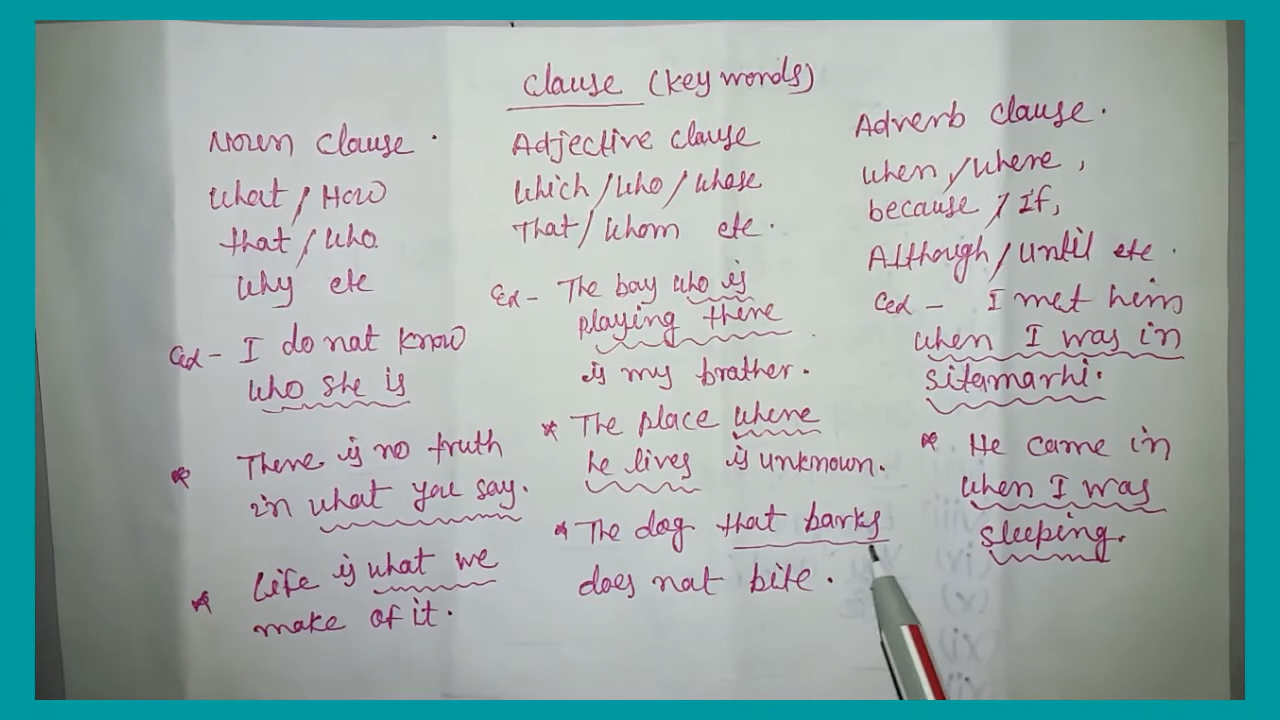 Clause (Key words)
Noun clause.
What / How
that / Who
Why etc
Ex - I do not know
who she is
* There is no truth
in what you say.
* Life is what we
make of it.
Adjective clause
Which / Who / Whose
That / Whom etc.
Ex - The boy who is
playing there
is my brother.
* The place where
he lives is unknown.
* The dog that barks
does not bite.
Adverb clause.
When / Where,
because / If,
Although / Until etc.
Ex - I met him
when I was in
sitamarhi.
* He came in
when I was
sleeping.